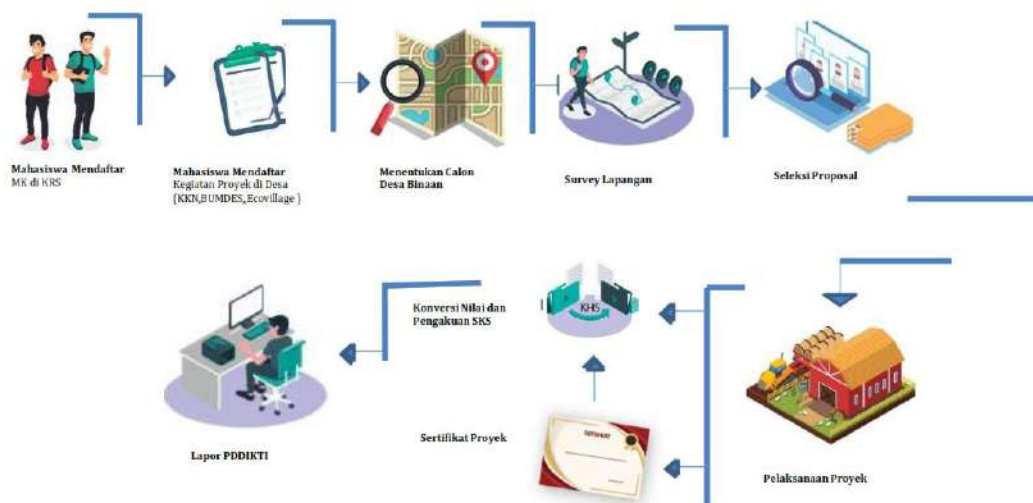 Mahasiswa Mendaftar
MK di KRS
Mahasiswa Mendaftar
Kegiatan Proyek di Desa
(KKN,BUMDES,,Ecovillage )
Menentukan Calon
Desa Binaan
Survey Lapangan
Seleksi Proposal
Pelaksanaan Proyek
KHS
Konversi Nilai dan
Pengakuan SKS
SERTIFIKAT
Sertifikat Proyek
Lapor PDDIKTI